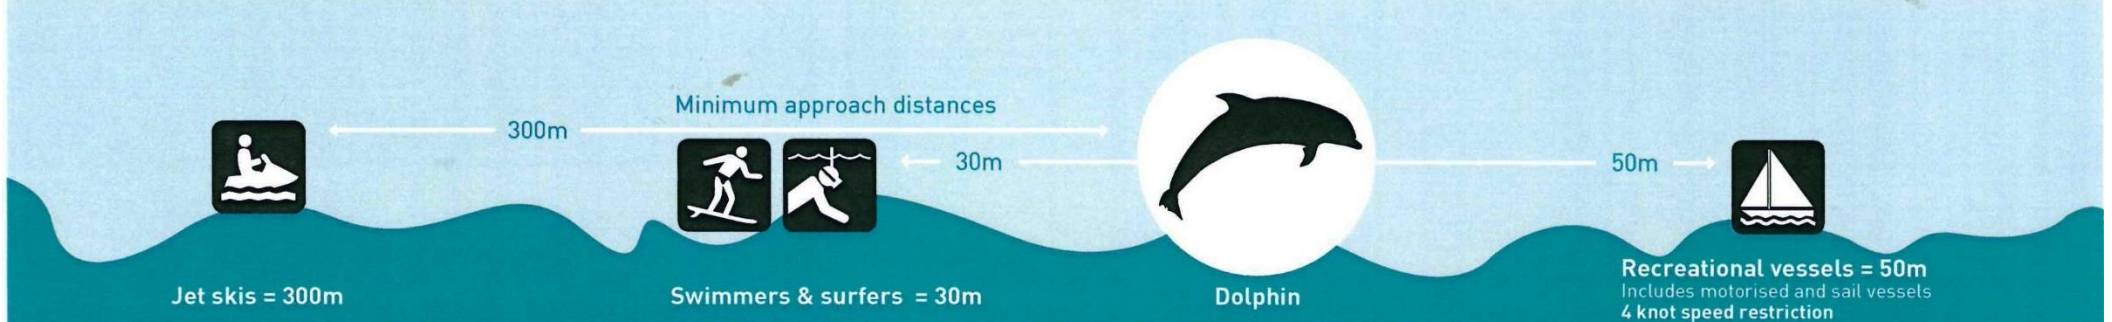 Minimum approach distances
300m
30m
50m
Jet skis = 300m
Swimmers & surfers = 30m
Dolphin
Recreational vessels = 50m
Includes motorised and sail vessels
4 knot speed restriction